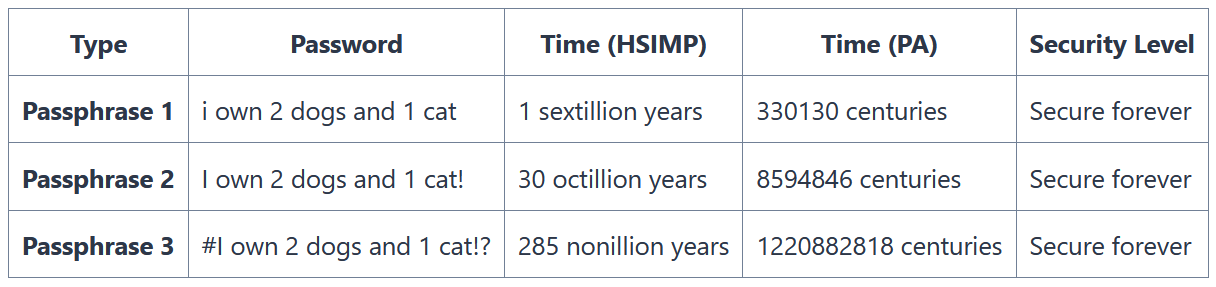 Type Password Time (HSIMP) Time (PA) Security Level
Passphrase 1 i own 2 dogs and 1 cat 1 sextillion years 330130 centuries Secure forever
Passphrase 2 I own 2 dogs and 1 cat! 30 octillion years 8594846 centuries Secure forever
Passphrase 3 #I own 2 dogs and 1 cat!? 285 nonillion years 1220882818 centuries Secure forever